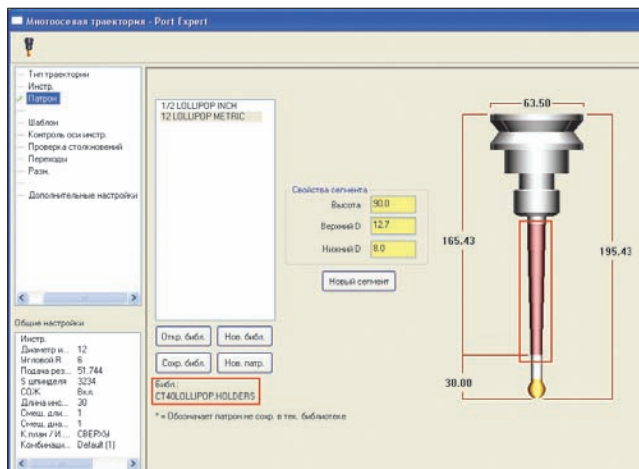 Многоосевая траектория - Port Expert
Тип траектории
Инстр.
Патрон
Шаблон
Контроль оси инстр.
Проверка столкновений
Переходы
Разн.
Дополнительные настройки
Общие настройки
Инстр.
Диаметр и... 12
Угловой R 6
Подача рез... 51.744
S шпинделя 3234
СОЖ Вкл.
Длина инс... 30
Смещ. дли... 1
Смещ. диа... 1
К.план / И... СВЕРХУ
Комбинаци... Default (1)
1/2 LOLLIPOP INCH
12 LOLLIPOP METRIC
Откр. библ.
Нов. библ.
Сохр. библ.
Нов. патр.
Библ.:
CT40LOLLIPOP.HOLDERS
* = Обозначает патрон не сохр. в тек. библиотеке
Свойства сегмента
Высота 90.0
Верхний D 12.7
Нижний D 8.0
Новый сегмент
63.50
165.43
195.43
30.00